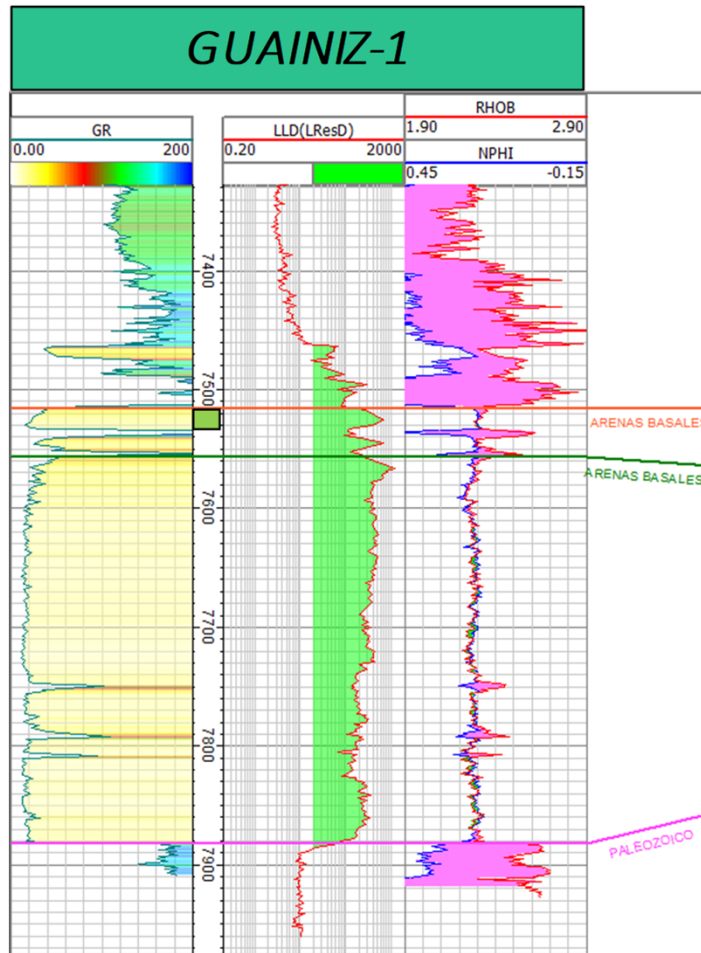 GUAINIZ-1
GR
0.00 200
LLD(LResD)
0.20 2000
RHOB
1.90 2.90
NPHI
0.45 -0.15
7400
7500
ARENAS BASALES
ARENAS BASALES
7600
7700
7800
PALEOZOICO
7900